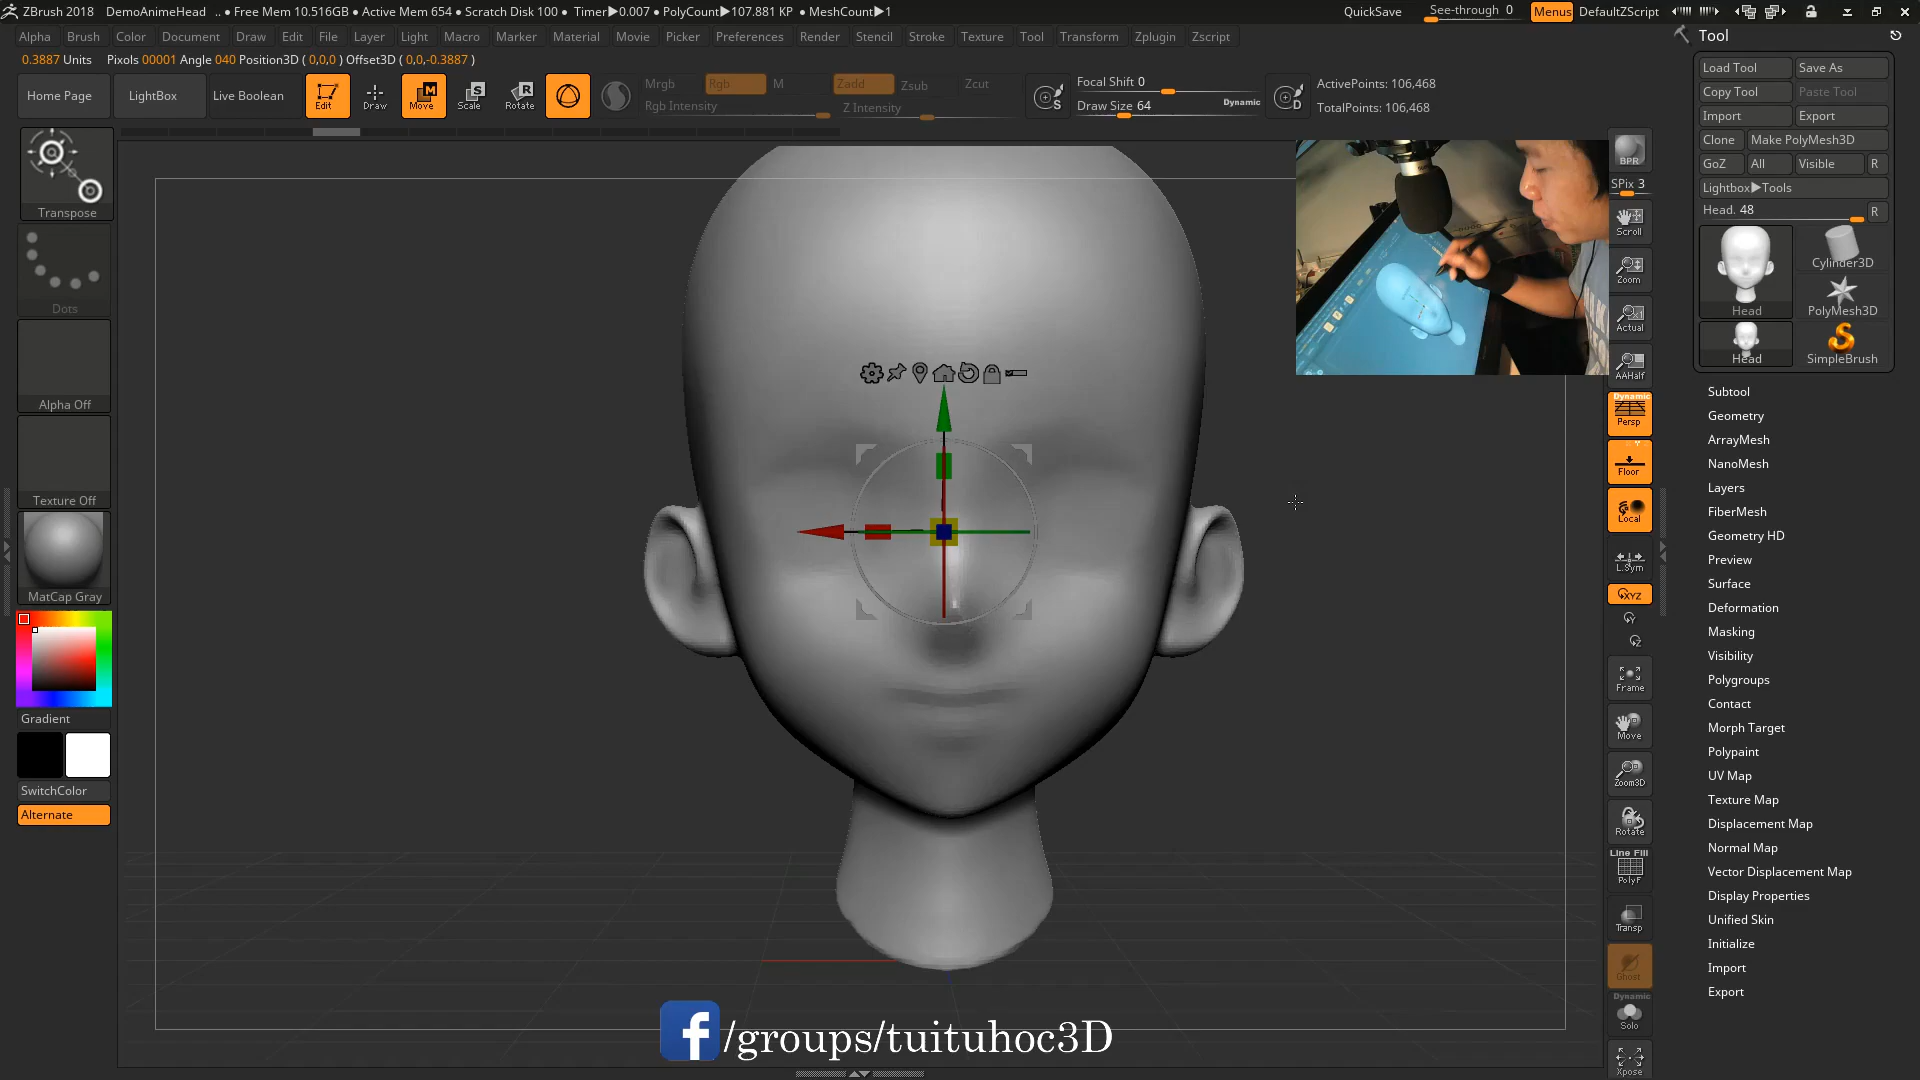 ZBrush 2018 DemoAnimeHead .. ● Free Mem 10.516GB ● Active Mem 654 ● Scratch Disk 100 ● Timer▶0.007 ● PolyCount▶107.881 KP ● MeshCount▶1 QuickSave See-through 0 Menus DefaultZScript
Alpha Brush Color Document Draw Edit File Layer Light Macro Marker Material Movie Picker Preferences Render Stencil Stroke Texture Tool Transform Zplugin Zscript
0.3887 Units Pixols 00001 Angle 040 Position3D ( 0,0,0 ) Offset3D ( 0,0,-0.3887 )
Home Page LightBox Live Boolean Edit Draw Move Scale Rotate
Mrgb Rgb M Zadd Zsub Zcut
Rgb Intensity Z Intensity
Focal Shift 0
Draw Size 64 Dynamic
ActivePoints: 106,468
TotalPoints: 106,468
Transpose
Dots
Alpha Off
Texture Off
MatCap Gray
Gradient
SwitchColor
Alternate
BPR
SPix 3
Scroll
Zoom
Actual
AAHalf
Dynamic
Persp
Floor
Local
L.Sym
XYZ
Y
Z
Frame
Move
Zoom3D
Rotate
Line Fill
PolyF
Transp
Ghost
Dynamic
Solo
Xpose
Tool
Load Tool Save As
Copy Tool Paste Tool
Import Export
Clone Make PolyMesh3D
GoZ All Visible R
Lightbox▶Tools
Head. 48 R
Cylinder3D
Head PolyMesh3D
Head SimpleBrush
Subtool
Geometry
ArrayMesh
NanoMesh
Layers
FiberMesh
Geometry HD
Preview
Surface
Deformation
Masking
Visibility
Polygroups
Contact
Morph Target
Polypaint
UV Map
Texture Map
Displacement Map
Normal Map
Vector Displacement Map
Display Properties
Unified Skin
Initialize
Import
Export
f /groups/tuituhoc3D